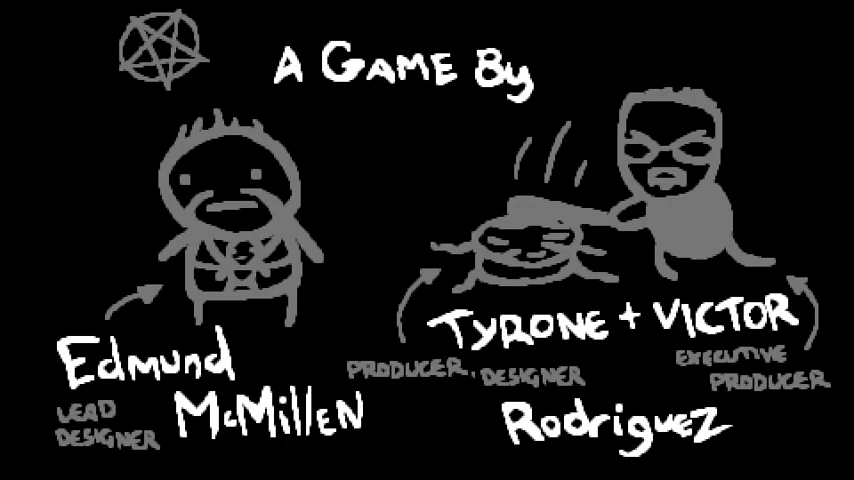 A GAME By
Edmund
McMillEN
LEAD
DESIGNER
TYRONE + VICTOR
PRODUCER, DESIGNER
EXECUTIVE
PRODUCER
RodriguEZ